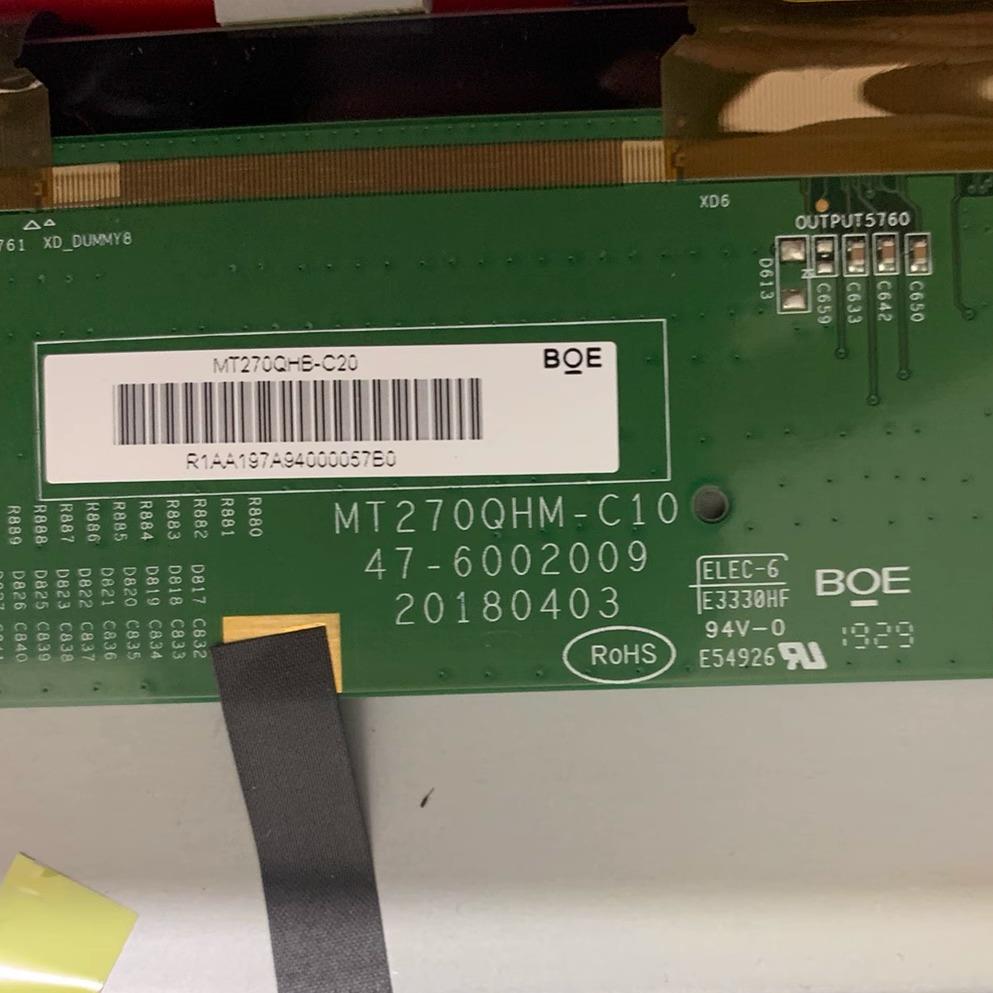 XD6
OUTPUT5760
761 XD_DUMMY8
D613
C659
C633
C642
C650
MT270QHB-C20
BOE
R1AA197A94000057B0
R889
R888
R887
R886
R885
R884
R883
R882
R881
R880
MT270QHM-C10
47-6002009
20180403
D826
D825
D823
D822
D821
D820
D819
D818
D817
C840
C839
C838
C837
C836
C835
C834
C833
C832
ELEC-6
E3330HF
94V-0
E54926
RoHS
BOE
1929